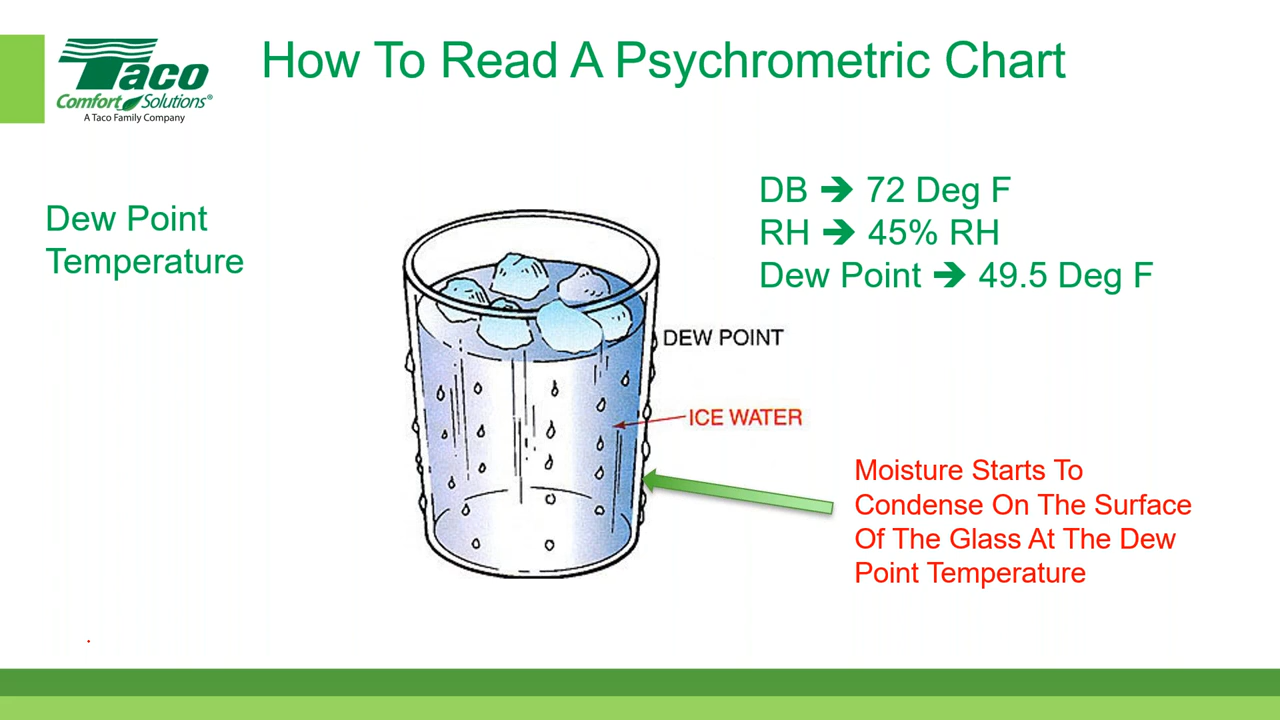 Taco
Comfort Solutions®
A Taco Family Company
How To Read A Psychrometric Chart
Dew Point
Temperature
DB ➔ 72 Deg F
RH ➔ 45% RH
Dew Point ➔ 49.5 Deg F
DEW POINT
ICE WATER
Moisture Starts To
Condense On The Surface
Of The Glass At The Dew
Point Temperature